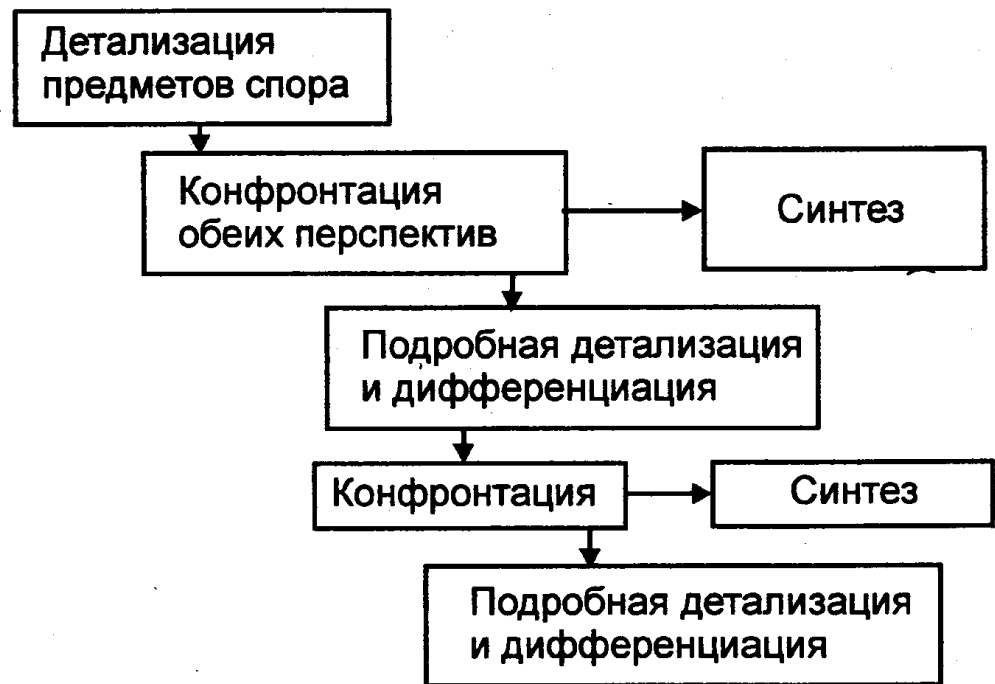 Детализация
предметов спора
Конфронтация
обеих перспектив
Синтез
Подробная детализация
и дифференциация
Конфронтация
Синтез
Подробная детализация
и дифференциация